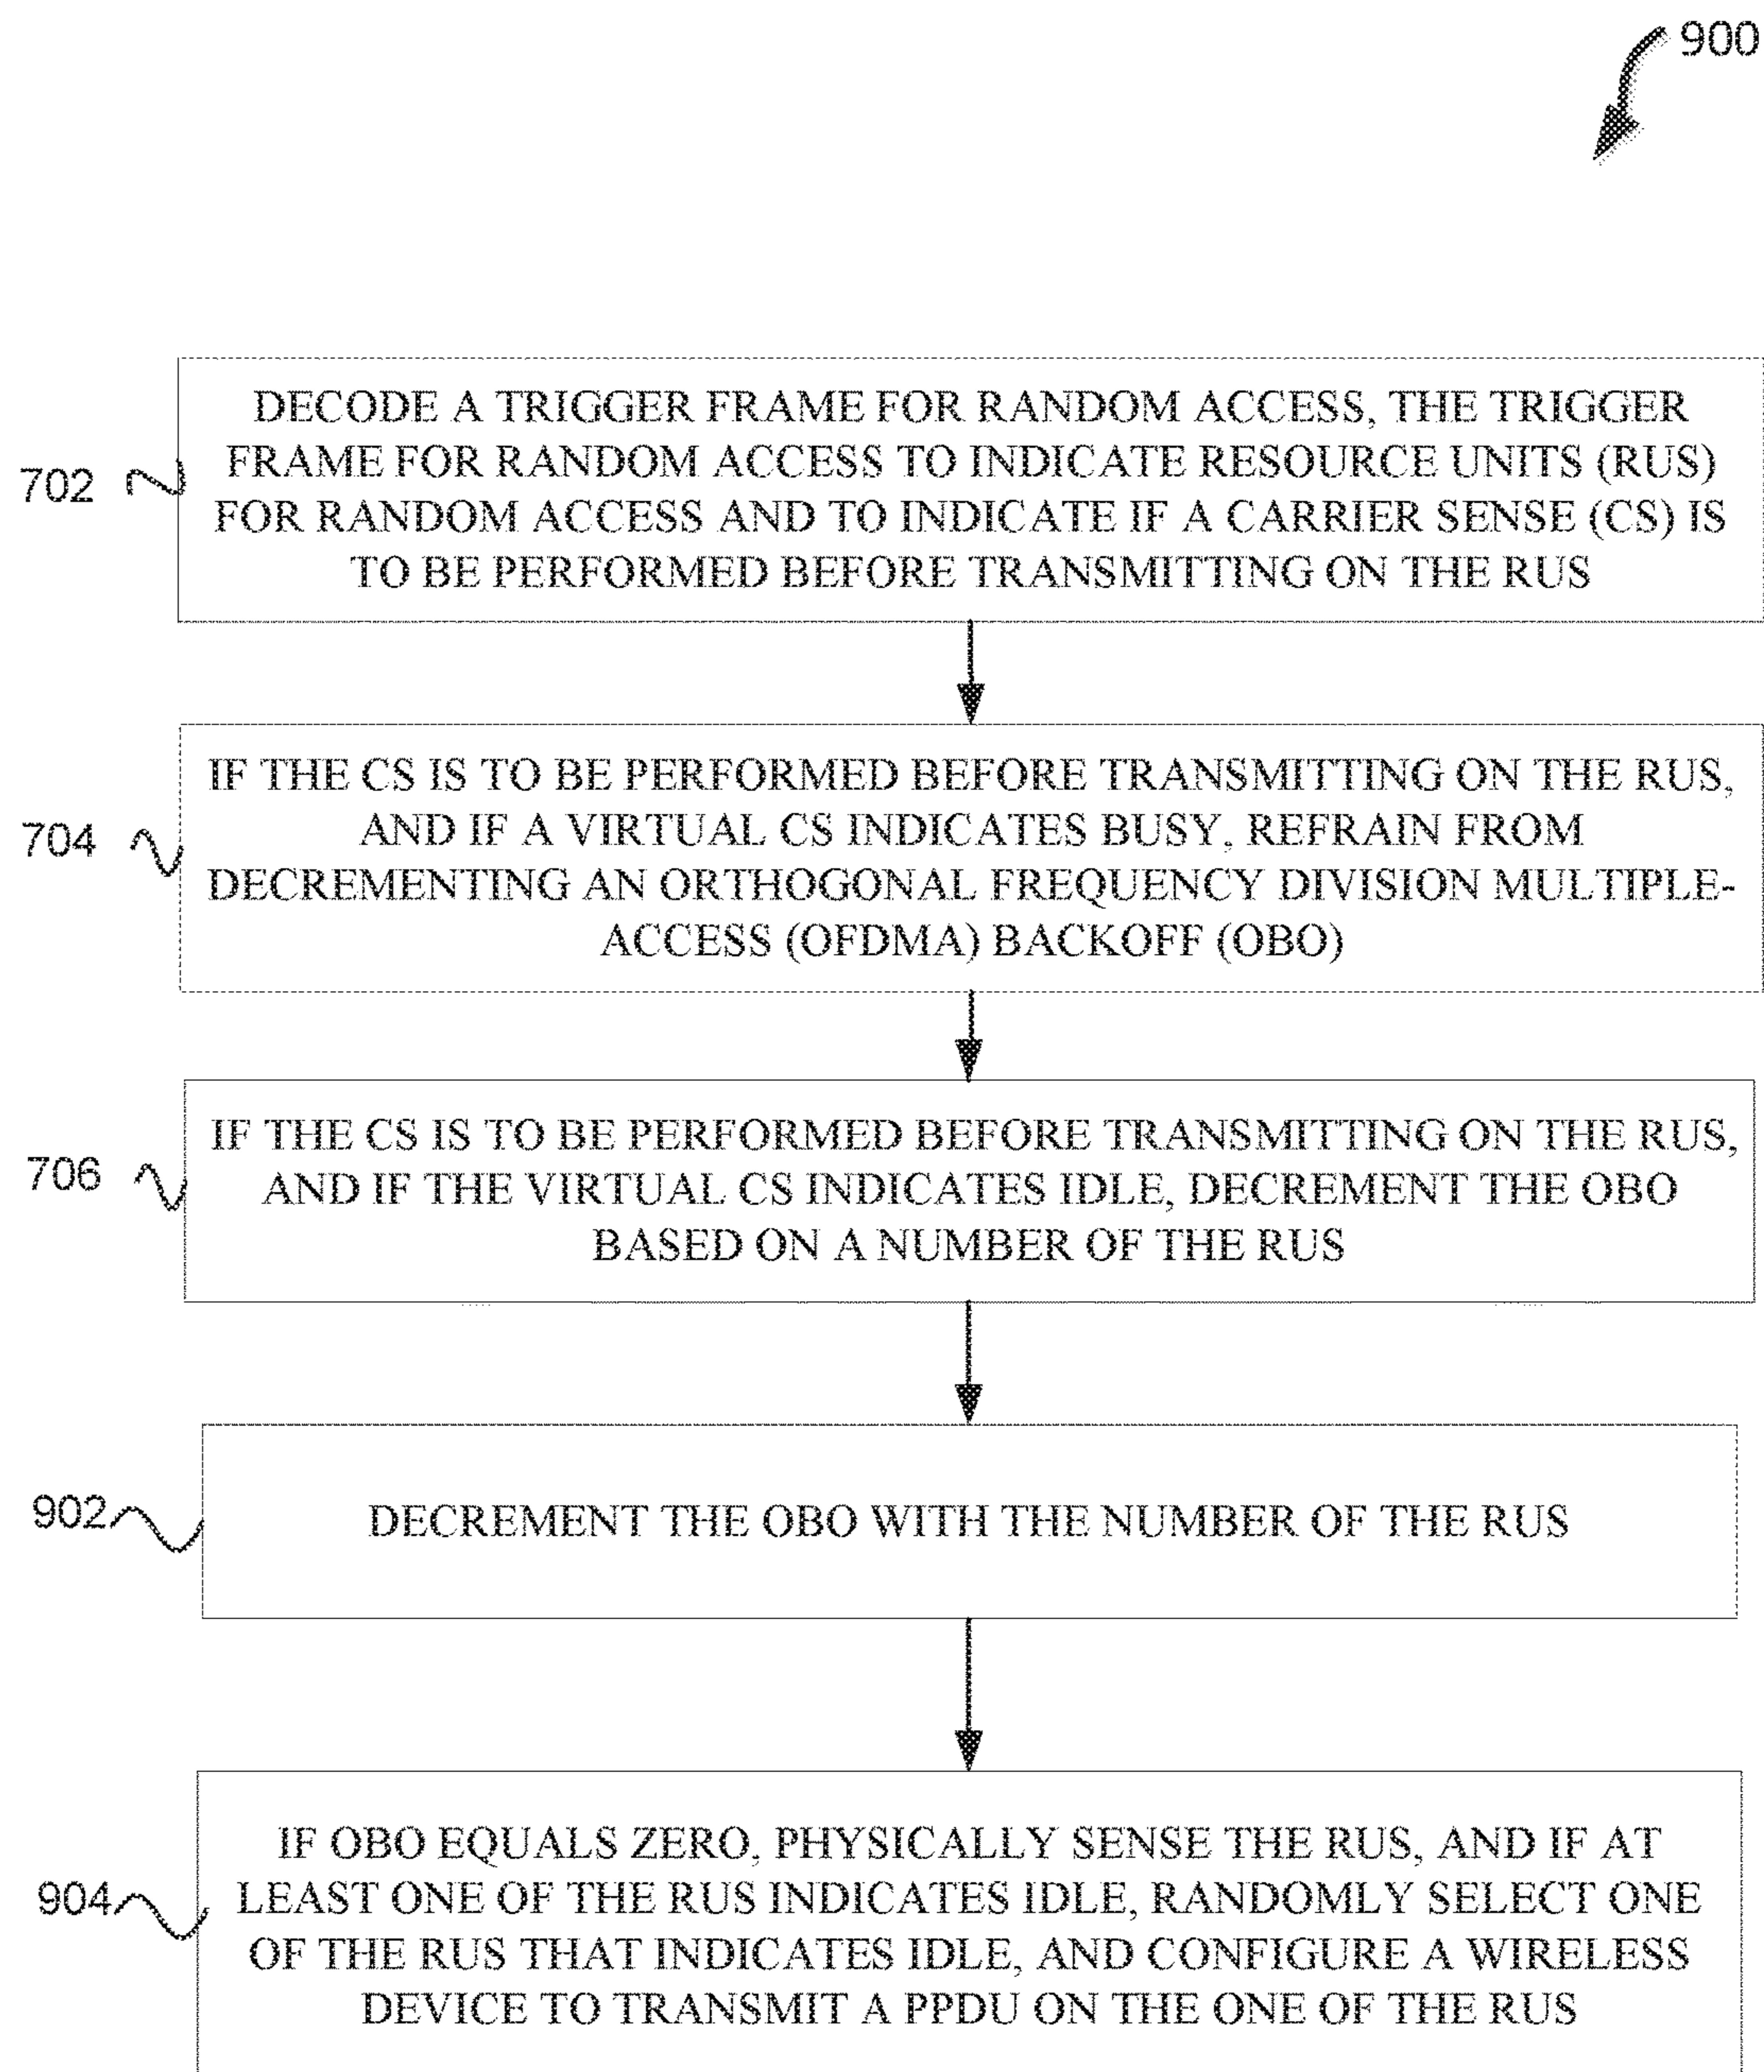 900
DECODE A TRIGGER FRAME FOR RANDOM ACCESS, THE TRIGGER
FRAME FOR RANDOM ACCESS TO INDICATE RESOURCE UNITS (RUS)
FOR RANDOM ACCESS AND TO INDICATE IF A CARRIER SENSE (CS) IS
TO BE PERFORMED BEFORE TRANSMITTING ON THE RUS
702
IF THE CS IS TO BE PERFORMED BEFORE TRANSMITTING ON THE RUS,
AND IF A VIRTUAL CS INDICATES BUSY, REFRAIN FROM
DECREMENTING AN ORTHOGONAL FREQUENCY DIVISION MULTIPLE-
ACCESS (OFDMA) BACKOFF (OBO)
704
IF THE CS IS TO BE PERFORMED BEFORE TRANSMITTING ON THE RUS,
AND IF THE VIRTUAL CS INDICATES IDLE, DECREMENT THE OBO
BASED ON A NUMBER OF THE RUS
706
DECREMENT THE OBO WITH THE NUMBER OF THE RUS
902
IF OBO EQUALS ZERO, PHYSICALLY SENSE THE RUS, AND IF AT
LEAST ONE OF THE RUS INDICATES IDLE, RANDOMLY SELECT ONE
OF THE RUS THAT INDICATES IDLE, AND CONFIGURE A WIRELESS
DEVICE TO TRANSMIT A PPDU ON THE ONE OF THE RUS
904